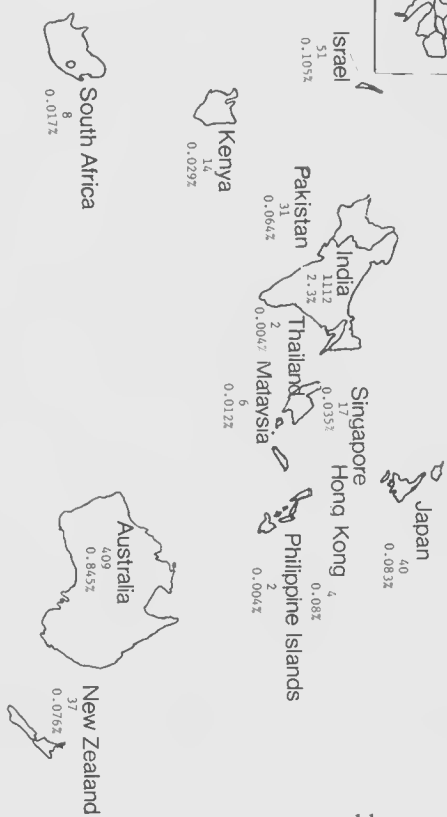 Israel
51
0.105%
Pakistan
31
0.064%
India
1112
2.3%
Thailand
2
0.004%
Malaysia
6
0.012%
Singapore
17
0.035%
Hong Kong
4
0.08%
Japan
40
0.083%
Philippine Islands
2
0.004%
Kenya
14
0.029%
South Africa
8
0.017%
Australia
409
0.845%
New Zealand
37
0.076%